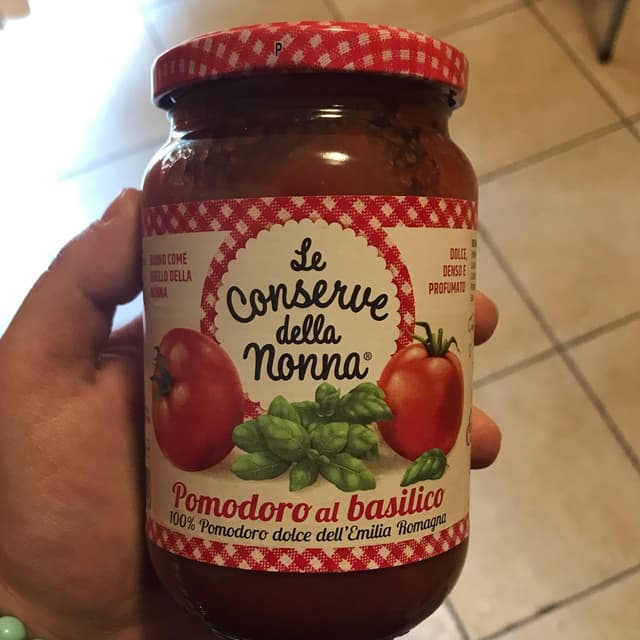 P
BUONO COME
QUELLO DELLA
NONNA
DOLCE,
DENSO E
PROFUMATO
Le
Conserve
della
Nonna®
Pomodoro al basilico
100% Pomodoro dolce dell'Emilia Romagna